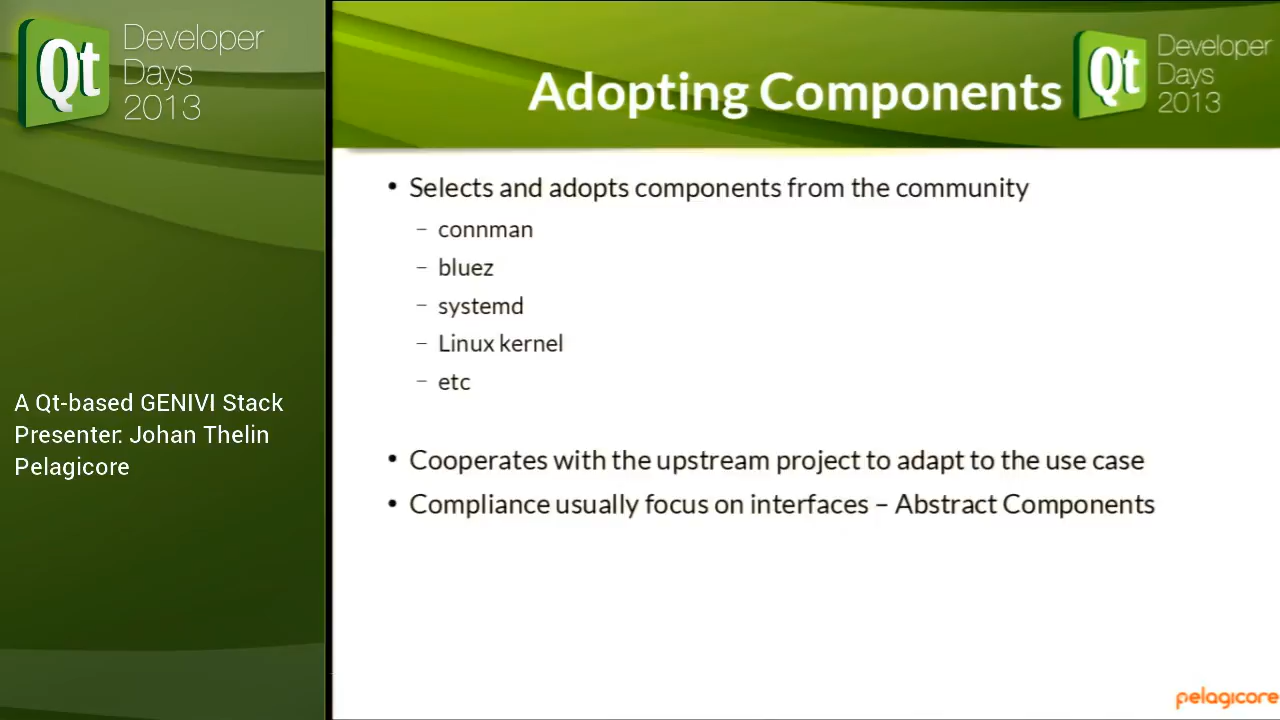 Qt
Developer
Days
2013
A Qt-based GENIVI Stack
Presenter: Johan Thelin
Pelagicore
Adopting Components
Qt
Developer
Days
2013
• Selects and adopts components from the community
– connman
– bluez
– systemd
– Linux kernel
– etc
• Cooperates with the upstream project to adapt to the use case
• Compliance usually focus on interfaces – Abstract Components
pelagicore